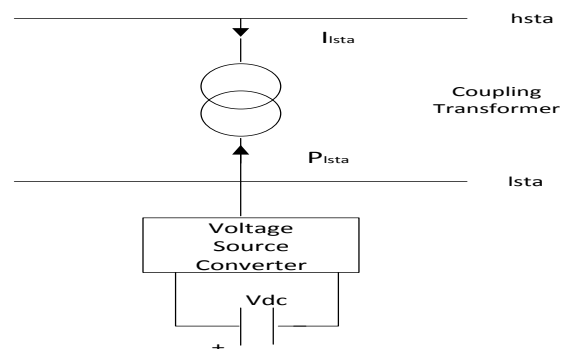 hsta
Ilsta
Coupling
Transformer
Plsta
lsta
Voltage
Source
Converter
Vdc
+ −